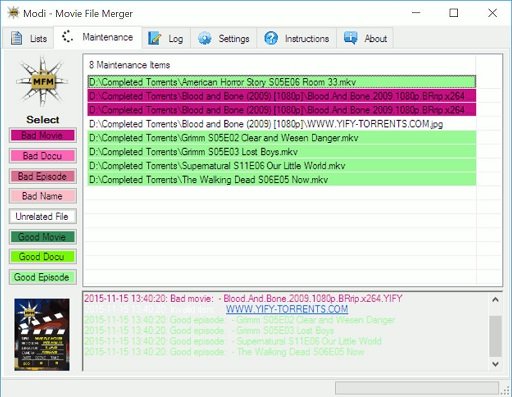 Modi - Movie File Merger
Lists Maintenance Log Settings Instructions About
MFM
Select
Bad Movie
Bad Docu
Bad Episode
Bad Name
Unrelated File
Good Movie
Good Docu
Good Episode
8 Maintenance Items
D:\Completed Torrents\American Horror Story S05E06 Room 33.mkv
D:\Completed Torrents\Blood and Bone (2009) [1080p]\Blood.And.Bone.2009.1080p.BRrip.x264....
D:\Completed Torrents\Blood and Bone (2009) [1080p]\Blood.And.Bone.2009.1080p.BRrip.x264....
D:\Completed Torrents\Blood and Bone (2009) [1080p]\WWW.YIFY-TORRENTS.COM.jpg
D:\Completed Torrents\Grimm S05E02 Clear and Wesen Danger.mkv
D:\Completed Torrents\Grimm S05E03 Lost Boys.mkv
D:\Completed Torrents\Supernatural S11E06 Our Little World.mkv
D:\Completed Torrents\The Walking Dead S06E05 Now.mkv
2015-11-15 13:40:20: Bad movie: - Blood.And.Bone.2009.1080p.BRrip.x264.YIFY
WWW.YIFY-TORRENTS.COM
2015-11-15 13:40:20: Good episode: - Grimm S05E02 Clear and Wesen Danger
2015-11-15 13:40:20: Good episode: - Grimm S05E03 Lost Boys
2015-11-15 13:40:20: Good episode: - Supernatural S11E06 Our Little World
2015-11-15 13:40:20: Good episode: - The Walking Dead S06E05 Now